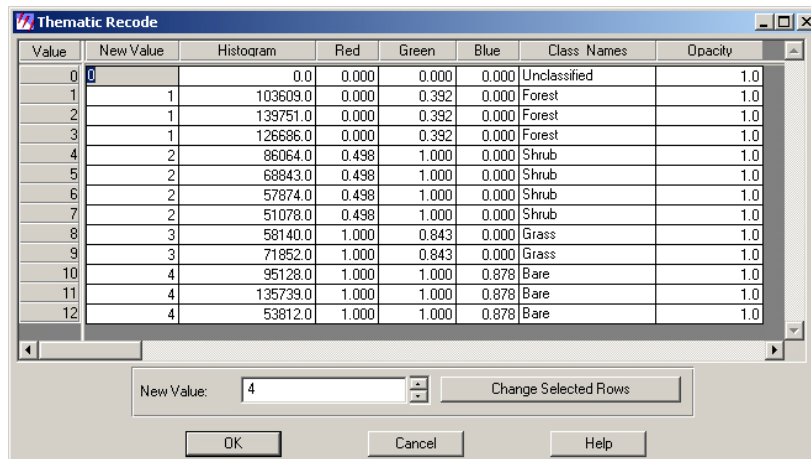 Thematic Recode
Value New Value Histogram Red Green Blue Class Names Opacity
0 0 0.0 0.000 0.000 0.000 Unclassified 1.0
1 1 103609.0 0.000 0.392 0.000 Forest 1.0
2 1 139751.0 0.000 0.392 0.000 Forest 1.0
3 1 126686.0 0.000 0.392 0.000 Forest 1.0
4 2 86064.0 0.498 1.000 0.000 Shrub 1.0
5 2 68843.0 0.498 1.000 0.000 Shrub 1.0
6 2 57874.0 0.498 1.000 0.000 Shrub 1.0
7 2 51078.0 0.498 1.000 0.000 Shrub 1.0
8 3 58140.0 1.000 0.843 0.000 Grass 1.0
9 3 71852.0 1.000 0.843 0.000 Grass 1.0
10 4 95128.0 1.000 1.000 0.878 Bare 1.0
11 4 135739.0 1.000 1.000 0.878 Bare 1.0
12 4 53812.0 1.000 1.000 0.878 Bare 1.0
New Value: 4 Change Selected Rows
OK Cancel Help